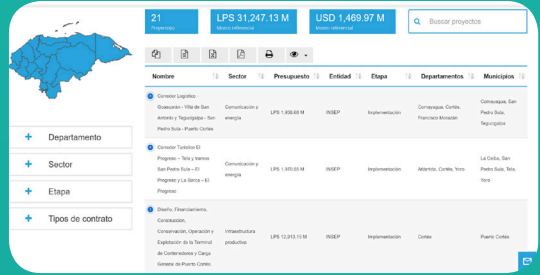 21
Proyectos
LPS 31,247.13 M
Monto referencial
USD 1,469.97 M
Monto referencial
Buscar proyectos
Nombre
Sector
Presupuesto
Entidad
Etapa
Departamentos
Municipios
Corredor Logístico
Goascorán - Villa de San
Antonio y Tegucigalpa - San
Pedro Sula - Puerto Cortés
Comunicación y
energía
INSEP
Implementación
Comayagua, Cortés,
Francisco Morazán
Comayagua, San
Pedro Sula,
Tegucigalpa
Corredor Turístico El
Progreso – Tela y tramos
San Pedro Sula – El
Progreso y La Barca – El
Progreso
Comunicación y
energía
INSEP
Implementación
Atlántida, Cortés, Yoro
La Ceiba, San
Pedro Sula, Tela,
Yoro
Diseño, Financiamiento,
Construcción,
Conservación, Operación y
Explotación de la Terminal
de Contenedores y Carga
General de Puerto Cortés
Infraestructura
productiva
LPS 12,013.15 M
INSEP
Implementación
Cortés
Puerto Cortés
+ Departamento
+ Sector
+ Etapa
+ Tipos de contrato